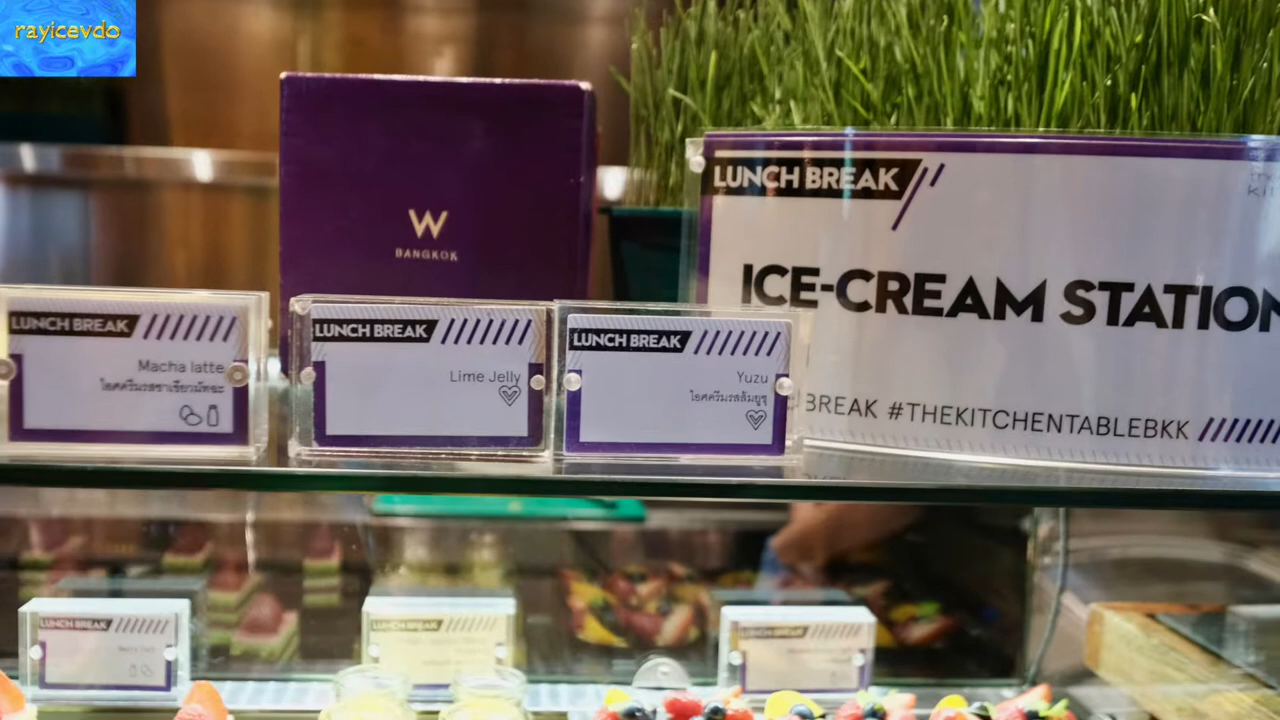 rayicevdo
W
BANGKOK
LUNCH BREAK
ICE-CREAM STATION
BREAK #THEKITCHENTABLEBKK
LUNCH BREAK
Macha latte
ไอศครีมรสชาเขียวมัทฉะ
LUNCH BREAK
Lime Jelly
LUNCH BREAK
Yuzu
ไอศครีมรสส้มยูซุ
LUNCH BREAK
LUNCH BREAK
LUNCH BREAK